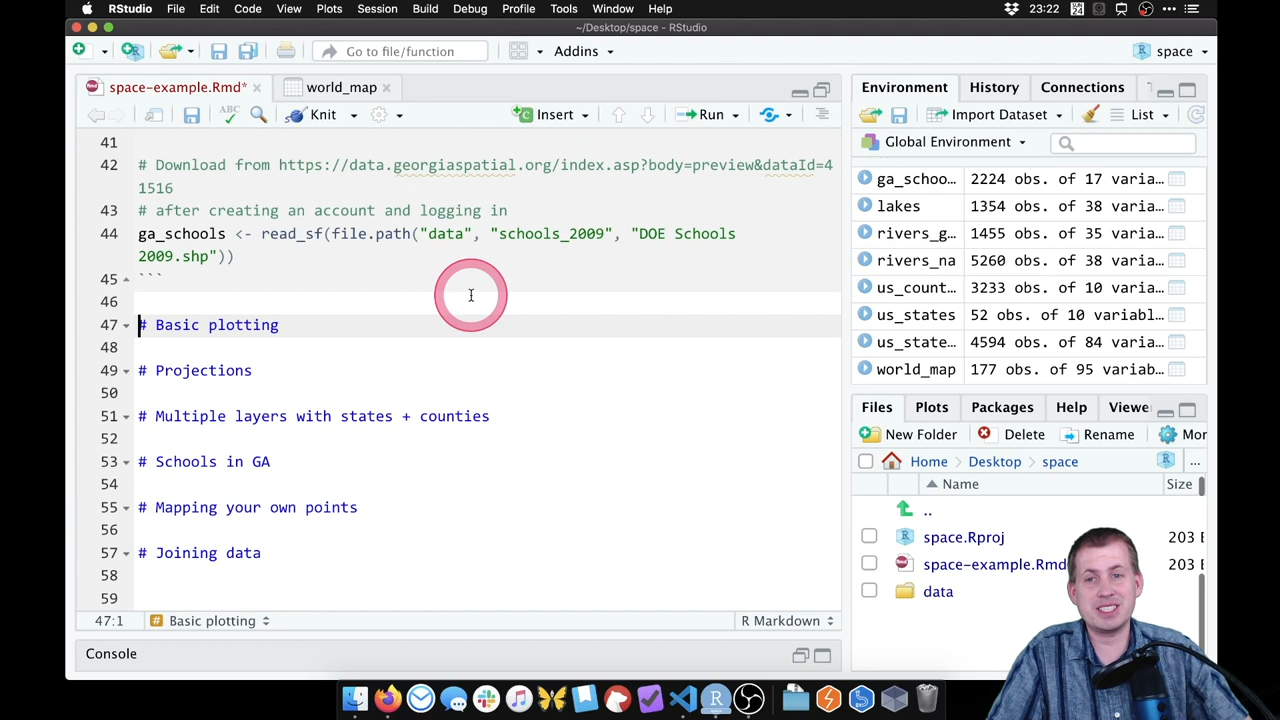 RStudio File Edit Code View Plots Session Build Debug Profile Tools Window Help 23:22
~/Desktop/space - RStudio
Go to file/function Addins space
space-example.Rmd* world_map
Environment History Connections
Knit Insert Run
Import Dataset List
Global Environment
41
42 # Download from https://data.georgiaspatial.org/index.asp?body=preview&dataId=4
1516
43 # after creating an account and logging in
44 ga_schools <- read_sf(file.path("data", "schools_2009", "DOE Schools
2009.shp"))
45 ```
46
47 # Basic plotting
48
49 # Projections
50
51 # Multiple layers with states + counties
52
53 # Schools in GA
54
55 # Mapping your own points
56
57 # Joining data
58
59
47:1 # Basic plotting R Markdown
Console
ga_schoo… 2224 obs. of 17 varia…
lakes 1354 obs. of 38 varia…
rivers_g… 1455 obs. of 35 varia…
rivers_na 5260 obs. of 38 varia…
us_count… 3233 obs. of 10 varia…
us_states 52 obs. of 10 variabl…
us_state… 4594 obs. of 84 varia…
world_map 177 obs. of 95 variab…
Files Plots Packages Help Viewe
New Folder Delete Rename Mor
Home Desktop space ...
Name Size
..
space.Rproj 203
space-example.Rmd 203
data